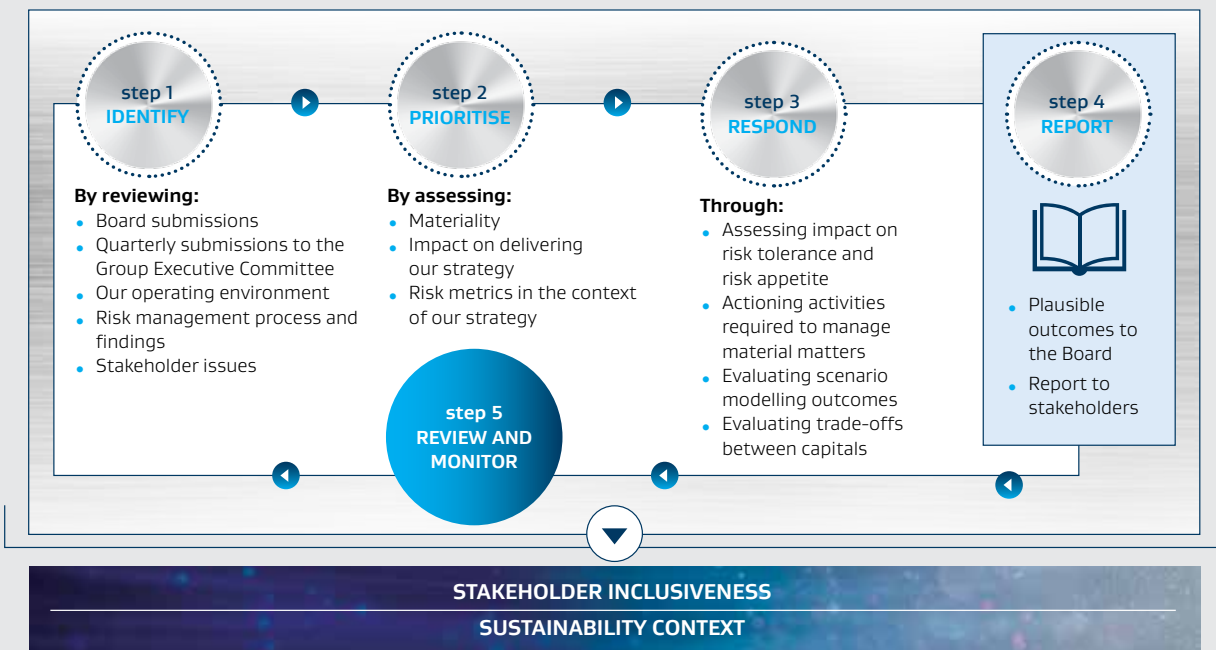 step 1
IDENTIFY
By reviewing:
• Board submissions
• Quarterly submissions to the
Group Executive Committee
• Our operating environment
• Risk management process and
findings
• Stakeholder issues
step 2
PRIORITISE
By assessing:
• Materiality
• Impact on delivering
our strategy
• Risk metrics in the context
of our strategy
step 3
RESPOND
Through:
• Assessing impact on
risk tolerance and
risk appetite
• Actioning activities
required to manage
material matters
• Evaluating scenario
modelling outcomes
• Evaluating trade-offs
between capitals
step 4
REPORT
• Plausible
outcomes to
the Board
• Report to
stakeholders
step 5
REVIEW AND
MONITOR
STAKEHOLDER INCLUSIVENESS
SUSTAINABILITY CONTEXT